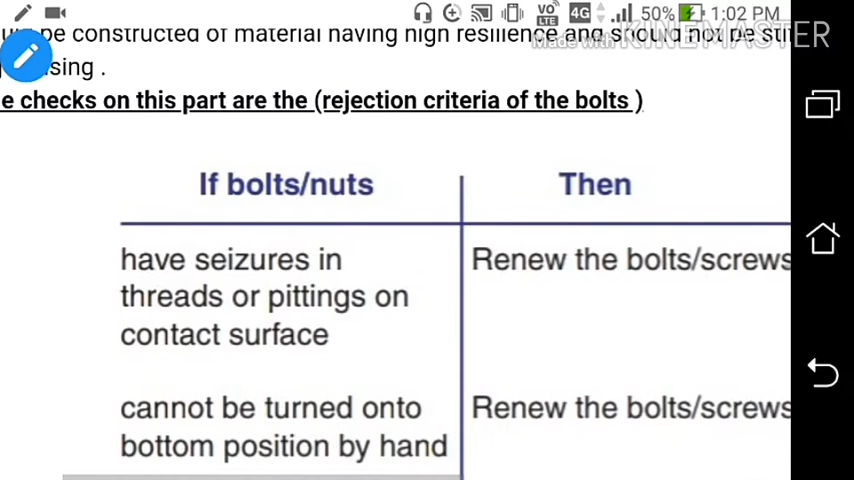 VO LTE 4G 50% 1:02 PM
be constructed of material having high resilience and should not be
Made with KINEMASTER
sing .
e checks on this part are the (rejection criteria of the bolts )
If bolts/nuts Then
have seizures in Renew the bolts/screws
threads or pittings on
contact surface
cannot be turned onto Renew the bolts/screws
bottom position by hand